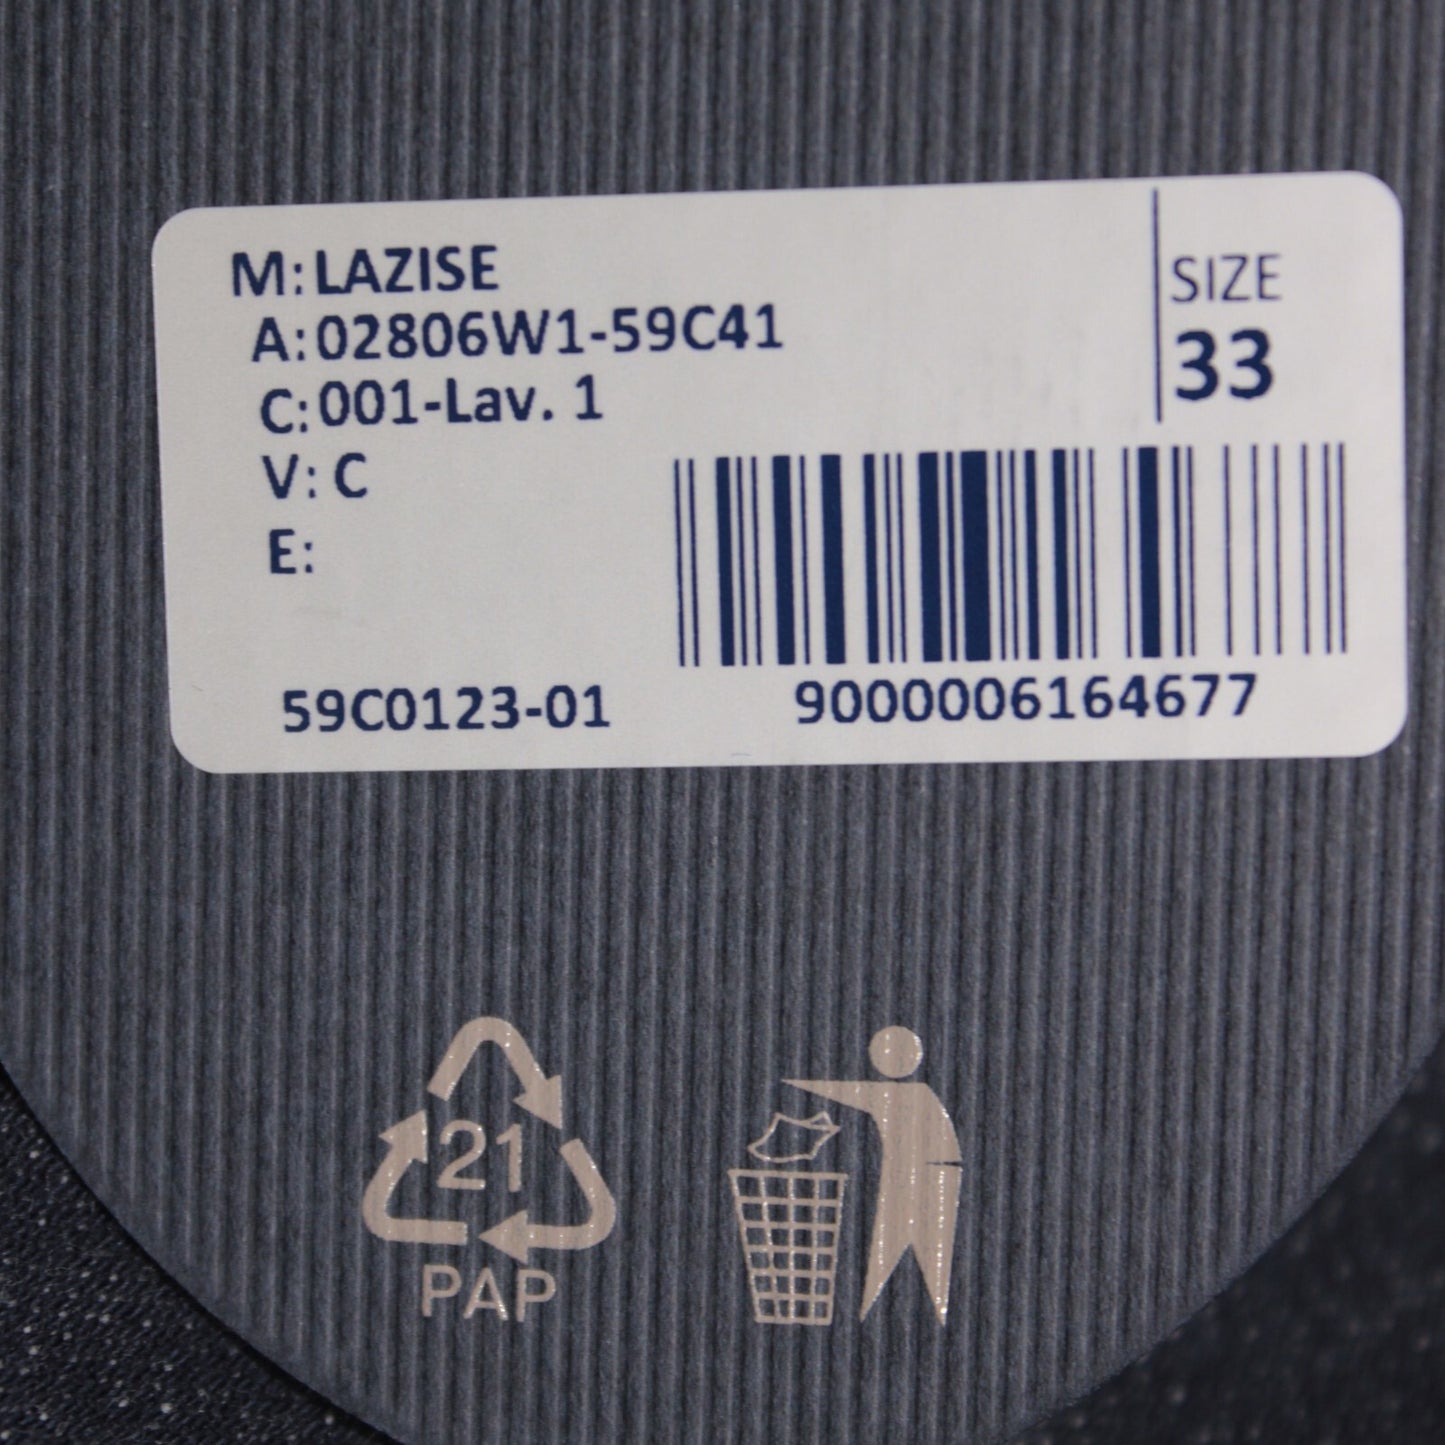 M: LAZISE
A: 02806W1-59C41
C: 001-Lav. 1
V: C
E:
SIZE
33
59C0123-01
9000006164677
21
PAP